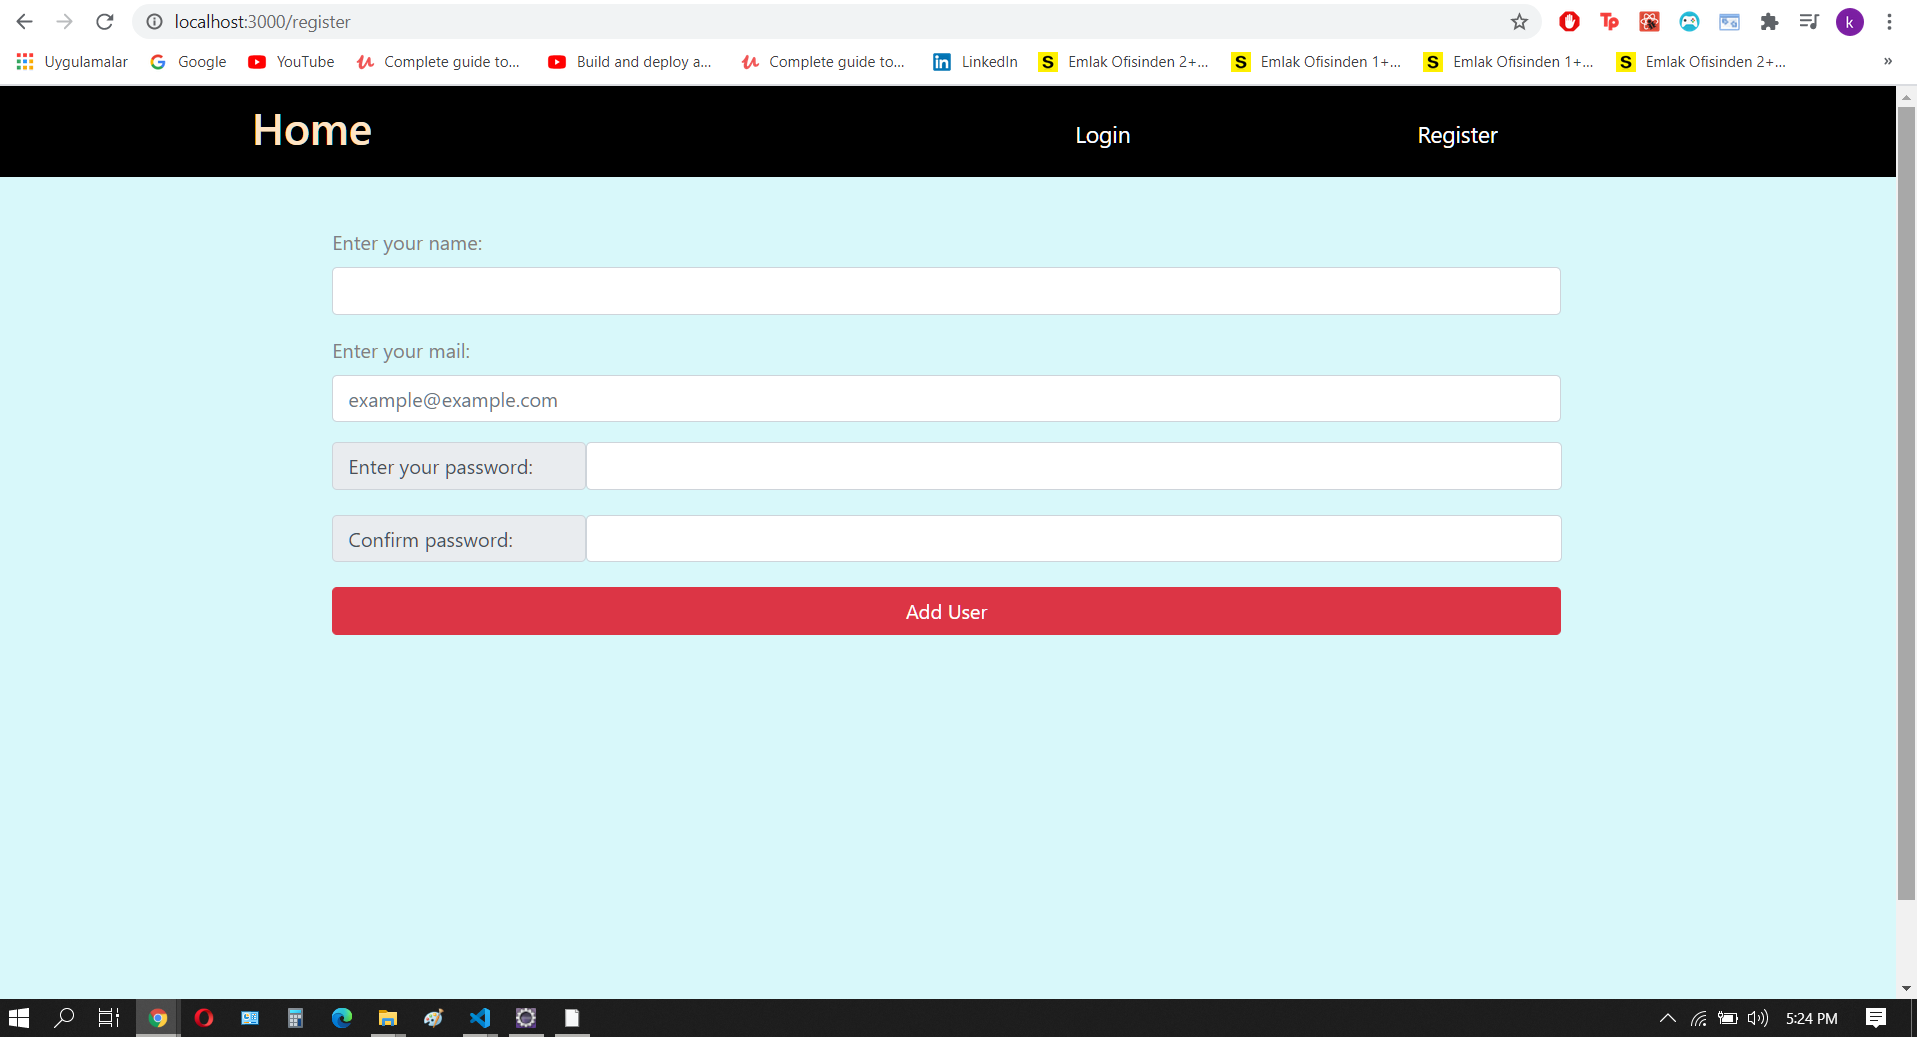 localhost:3000/register
k
Uygulamalar Google YouTube Complete guide to... Build and deploy a... Complete guide to... LinkedIn Emlak Ofisinden 2+... Emlak Ofisinden 1+... Emlak Ofisinden 1+... Emlak Ofisinden 2+... »
Home Login Register
Enter your name:
Enter your mail:
example@example.com
Enter your password:
Confirm password:
Add User
5:24 PM